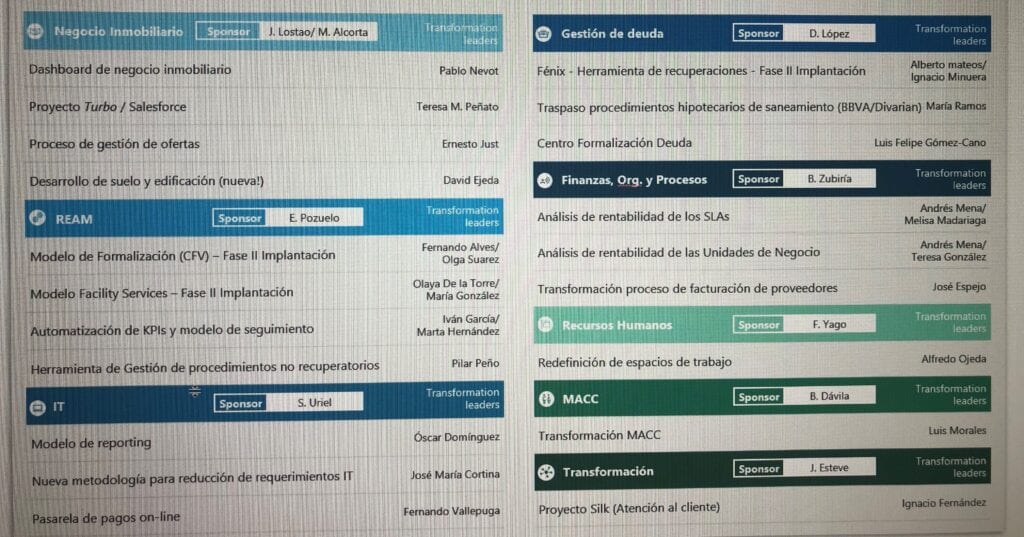 Negocio Inmobiliario Sponsor J. Lostao/ M. Alcorta Transformation leaders
Dashboard de negocio inmobiliario Pablo Nevot
Proyecto Turbo / Salesforce Teresa M. Peñato
Proceso de gestión de ofertas Ernesto Just
Desarrollo de suelo y edificación (nueva!) David Ejeda
REAM Sponsor E. Pozuelo Transformation leaders
Modelo de Formalización (CFV) – Fase II Implantación Fernando Alves/ Olga Suarez
Modelo Facility Services – Fase II Implantación Olaya De la Torre/ María González
Automatización de KPIs y modelo de seguimiento Iván García/ Marta Hernández
Herramienta de Gestión de procedimientos no recuperatorios Pilar Peño
IT Sponsor S. Uriel Transformation leaders
Modelo de reporting Óscar Domínguez
Nueva metodología para reducción de requerimientos IT José María Cortina
Pasarela de pagos on-line Fernando Vallepuga
Gestión de deuda Sponsor D. López Transformation leaders
Fénix - Herramienta de recuperaciones - Fase II Implantación Alberto mateos/ Ignacio Minuera
Traspaso procedimientos hipotecarios de saneamiento (BBVA/Divarian) María Ramos
Centro Formalización Deuda Luis Felipe Gómez-Cano
Finanzas, Org. y Procesos Sponsor B. Zubiría Transformation leaders
Análisis de rentabilidad de los SLAs Andrés Mena/ Melisa Madariaga
Análisis de rentabilidad de las Unidades de Negocio Andrés Mena/ Teresa González
Transformación proceso de facturación de proveedores José Espejo
Recursos Humanos Sponsor F. Yago Transformation leaders
Redefinición de espacios de trabajo Alfredo Ojeda
MACC Sponsor B. Dávila Transformation leaders
Transformación MACC Luis Morales
Transformación Sponsor J. Esteve Transformation leaders
Proyecto Silk (Atención al cliente) Ignacio Fernández